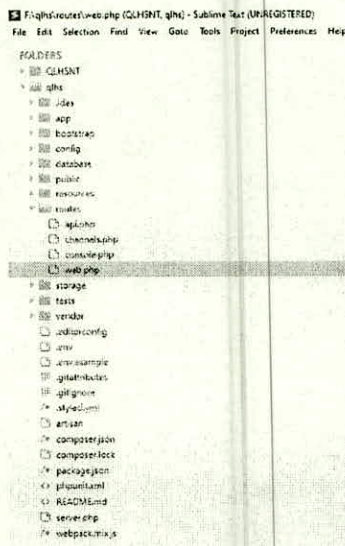 F:\qlhs\routes\web.php (QLHSNT, qlhs) - Sublime Text (UNREGISTERED)
File Edit Selection Find View Goto Tools Project Preferences Help
FOLDERS
QLHSNT
qlhs
.idea
app
bootstrap
config
database
public
resources
routes
api.php
channels.php
console.php
web.php
storage
tests
vendor
.editorconfig
.env
.env.example
.gitattributes
.gitignore
.styleci.yml
artisan
composer.json
composer.lock
package.json
phpunit.xml
README.md
server.php
webpack.mix.js